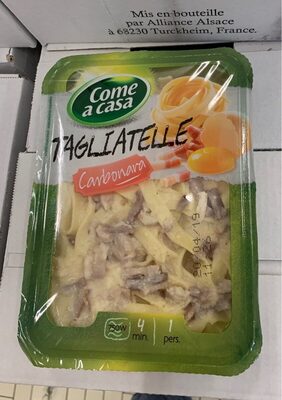 Mis en bouteille
par Alliance Alsace
à 68230 Turckheim, France.
Come
a casa
TAGLIATELLE
Carbonara
4 min.
1 pers.